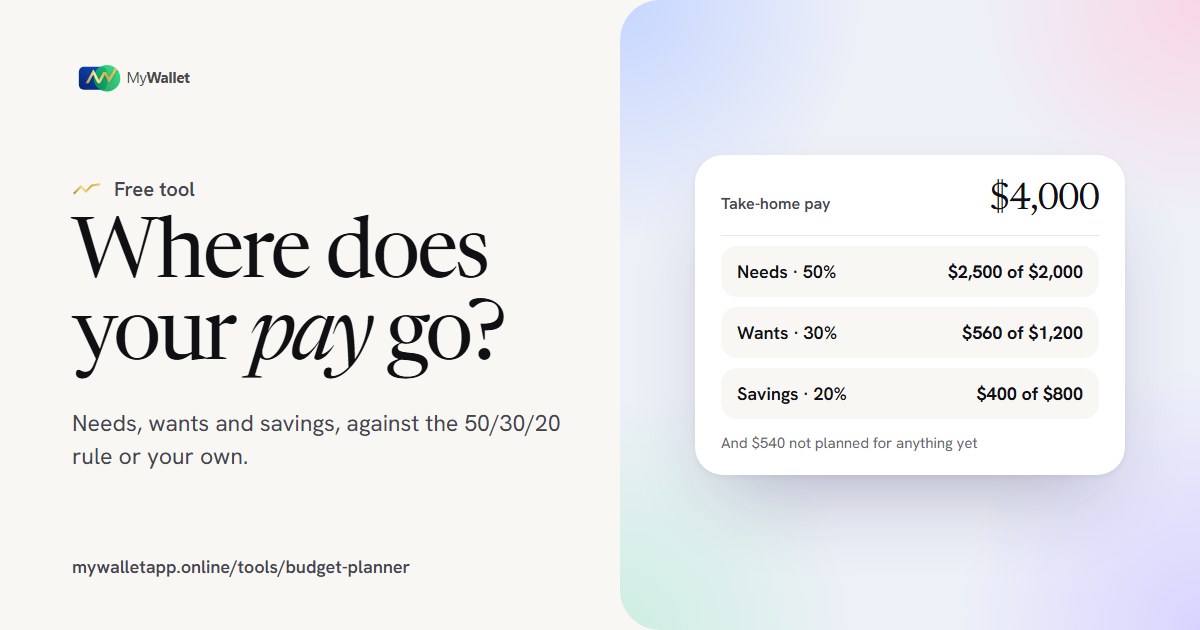 MyWallet
Free tool
Where does
your pay go?
Needs, wants and savings, against the 50/30/20
rule or your own.
mywalletapp.online/tools/budget-planner
Take-home pay $4,000
Needs · 50% $2,500 of $2,000
Wants · 30% $560 of $1,200
Savings · 20% $400 of $800
And $540 not planned for anything yet